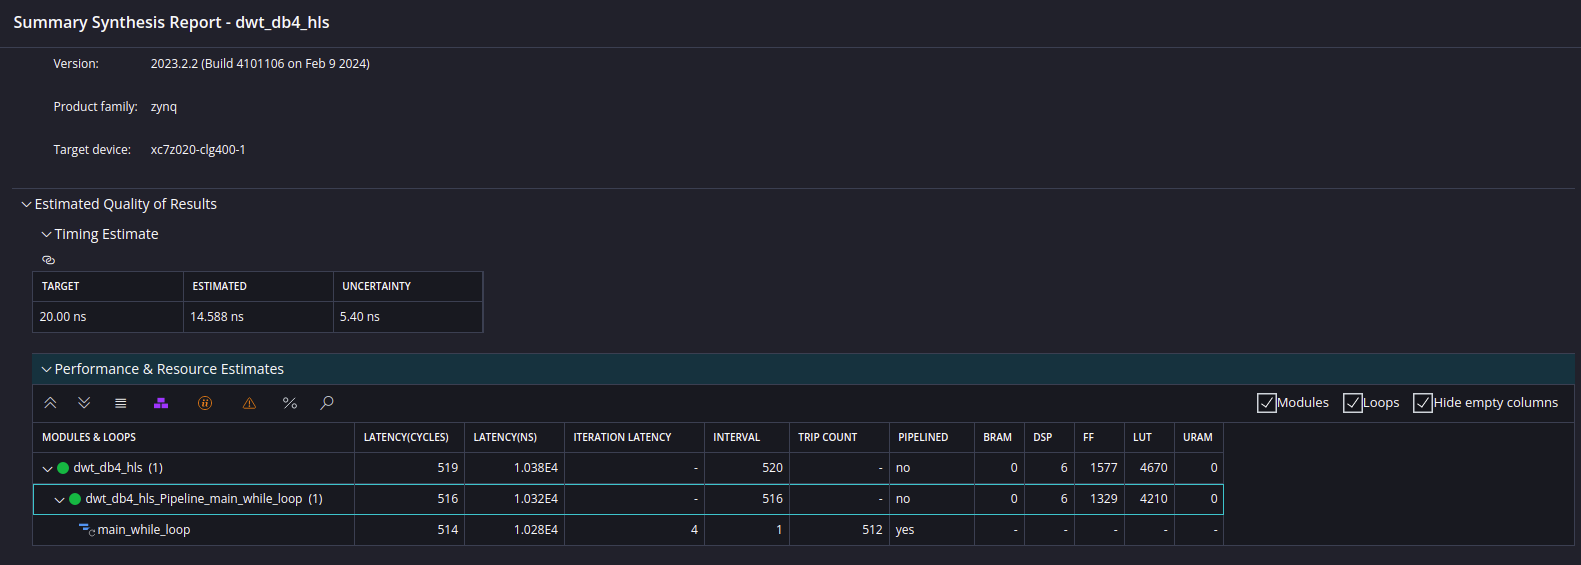 Summary Synthesis Report - dwt_db4_hls
Version: 2023.2.2 (Build 4101106 on Feb 9 2024)
Product family: zynq
Target device: xc7z020-clg400-1
Estimated Quality of Results
Timing Estimate
TARGET ESTIMATED UNCERTAINTY
20.00 ns 14.588 ns 5.40 ns
Performance & Resource Estimates
% Modules Loops Hide empty columns
MODULES & LOOPS LATENCY(CYCLES) LATENCY(NS) ITERATION LATENCY INTERVAL TRIP COUNT PIPELINED BRAM DSP FF LUT URAM
dwt_db4_hls (1) 519 1.038E4 - 520 - no 0 6 1577 4670 0
dwt_db4_hls_Pipeline_main_while_loop (1) 516 1.032E4 - 516 - no 0 6 1329 4210 0
main_while_loop 514 1.028E4 4 1 512 yes - - - - -